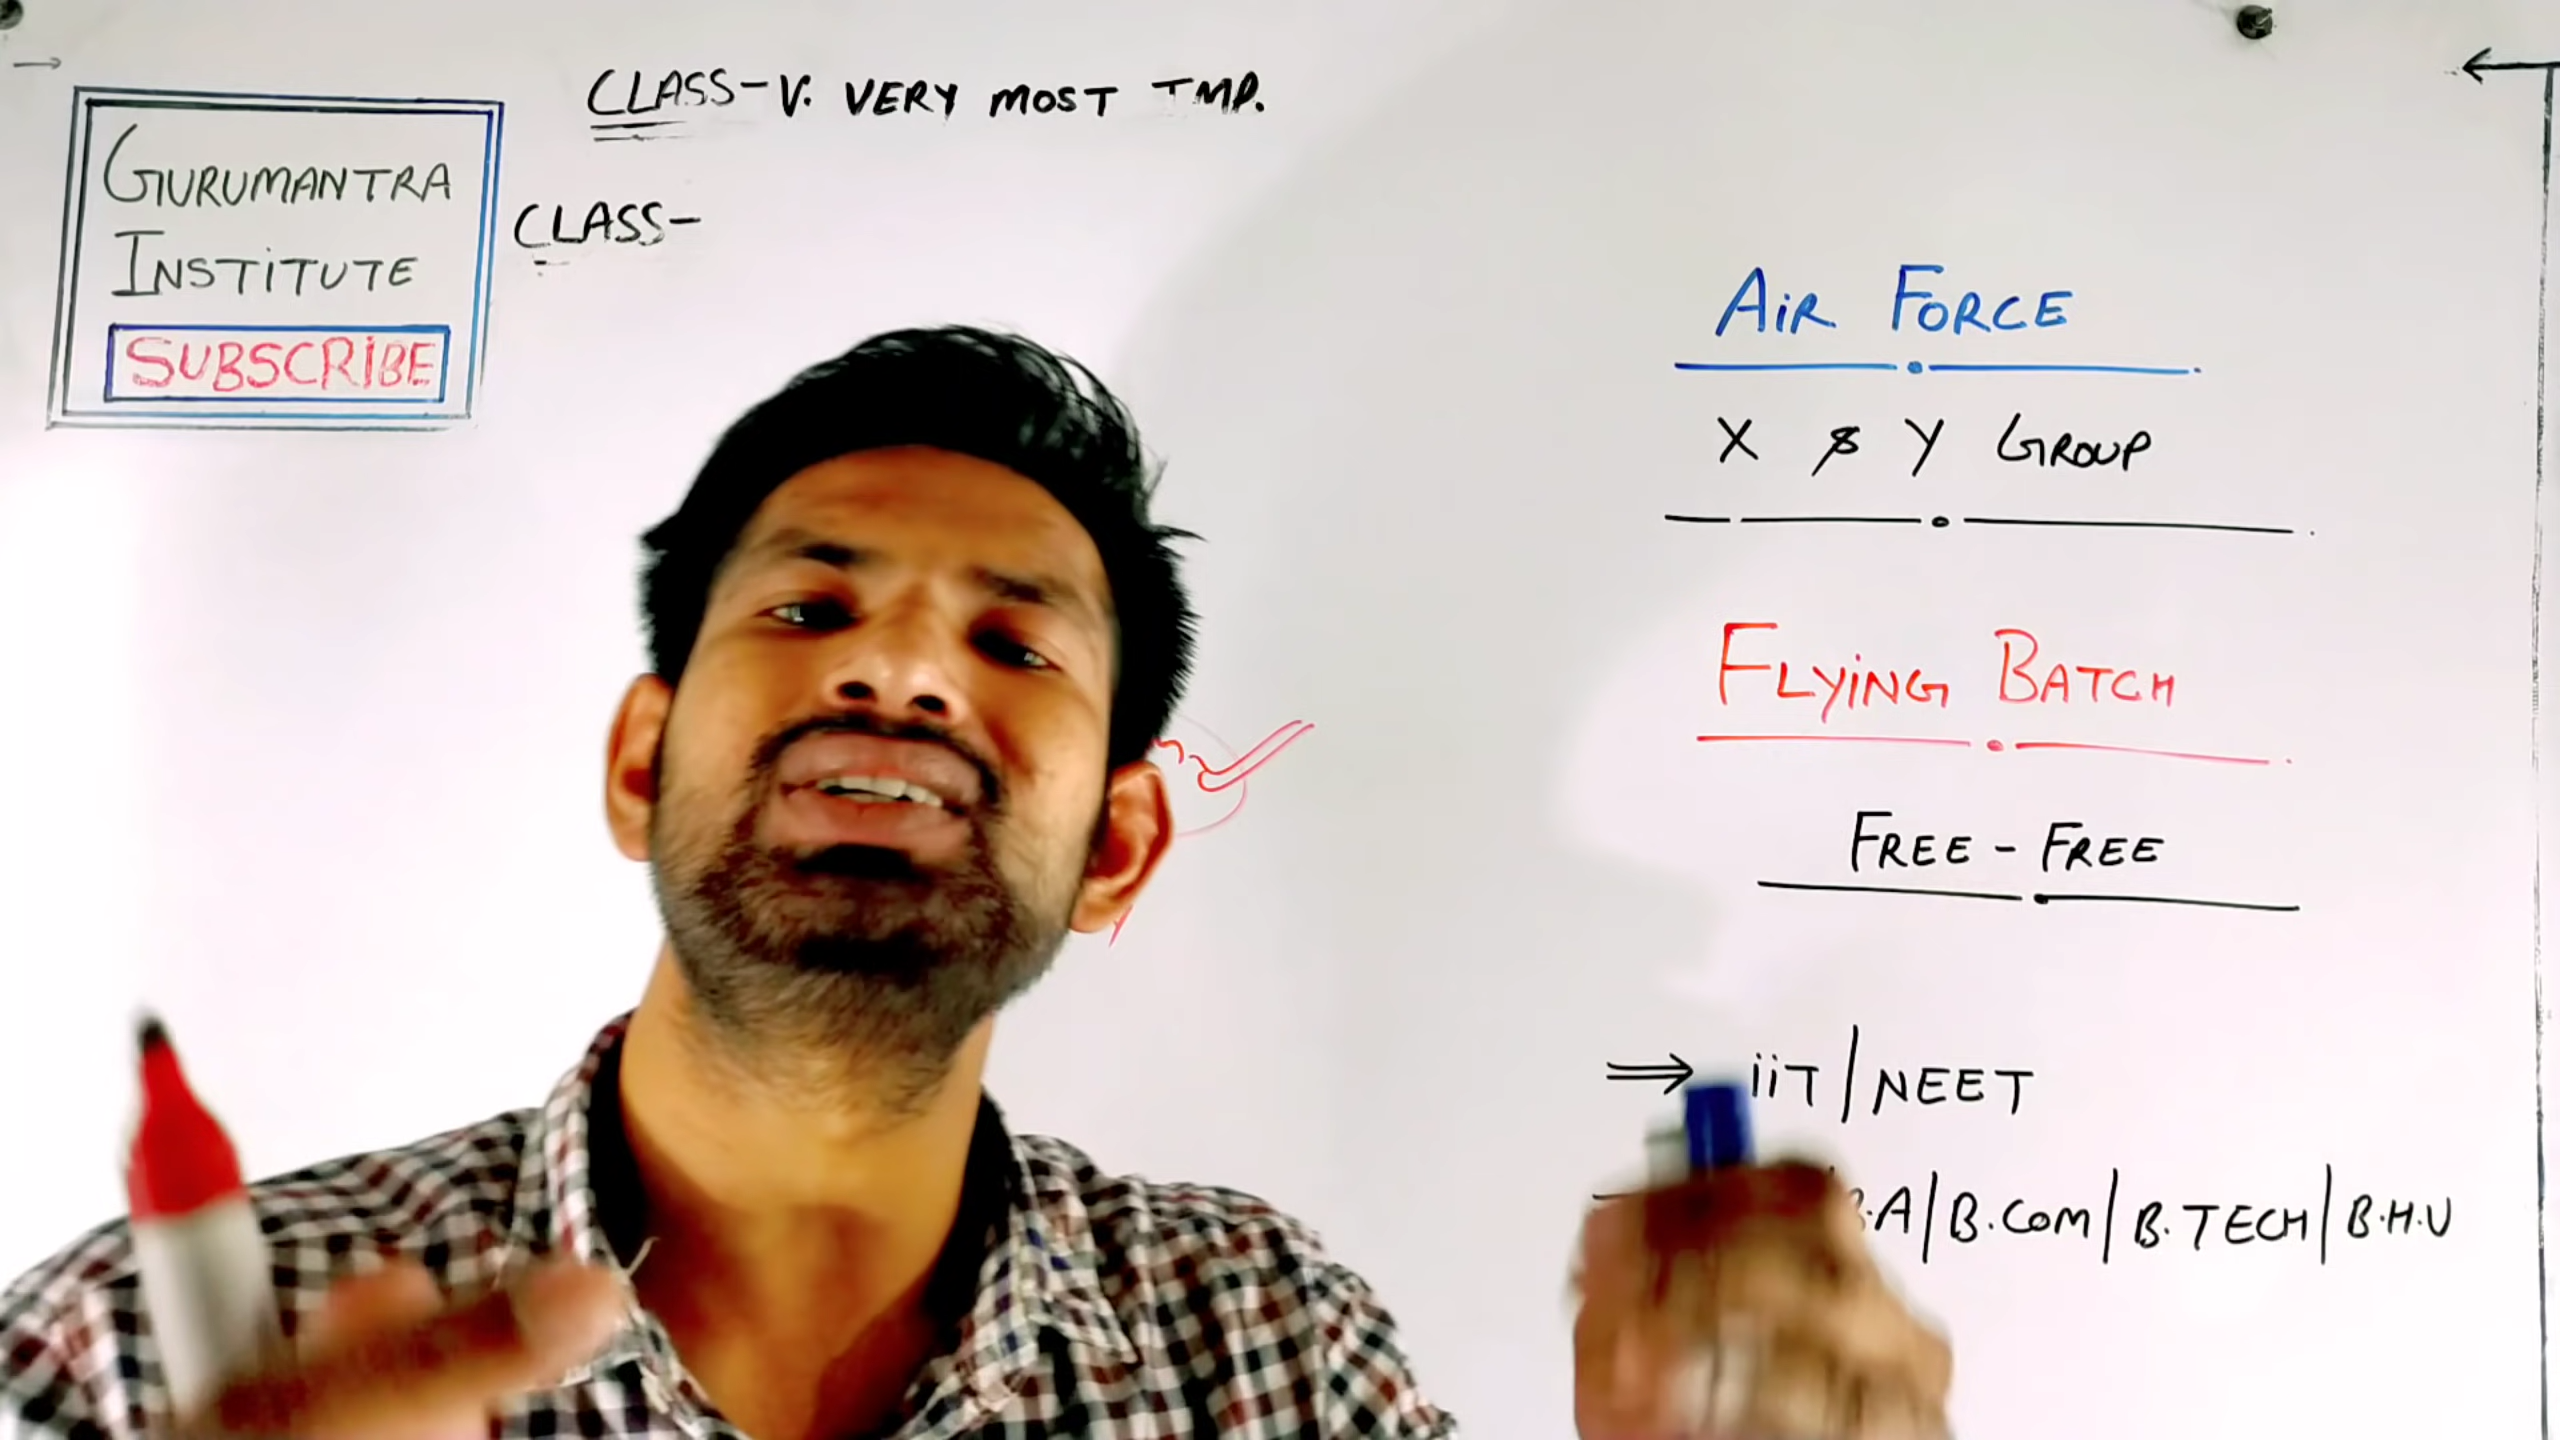 CLASS-V. VERY MOST IMP.
GURUMANTRA
INSTITUTE
SUBSCRIBE
CLASS-
AiR FORCE
X & Y GROUP
FLYiNG BATCH
FREE - FREE
⇒ iiT/NEET
B.A/B.Com/B.TECH/B.H.U